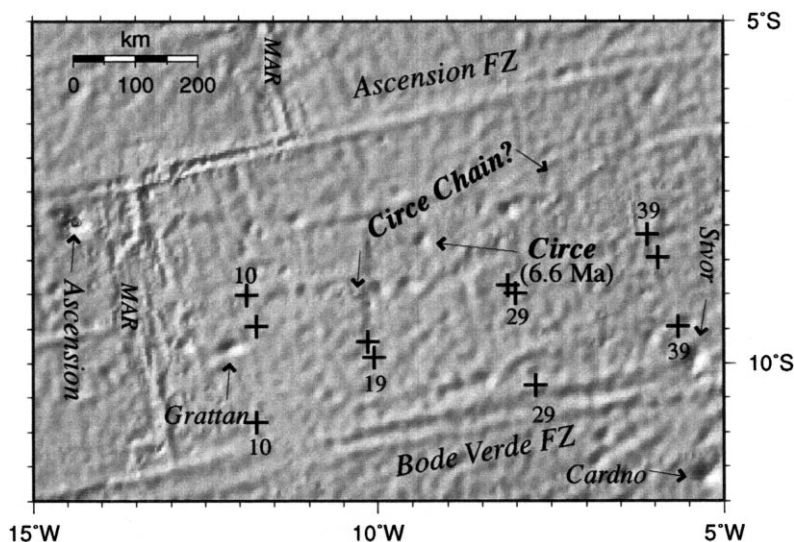 5°S
km
0 100 200
MAR
Ascension FZ
Circe Chain?
39
Sivor
Circe
(6.6 Ma)
10
29
Ascension
MAR
39
10°S
19
Grattan
29
10
Bode Verde FZ
Cardno
15°W
10°W
5°W